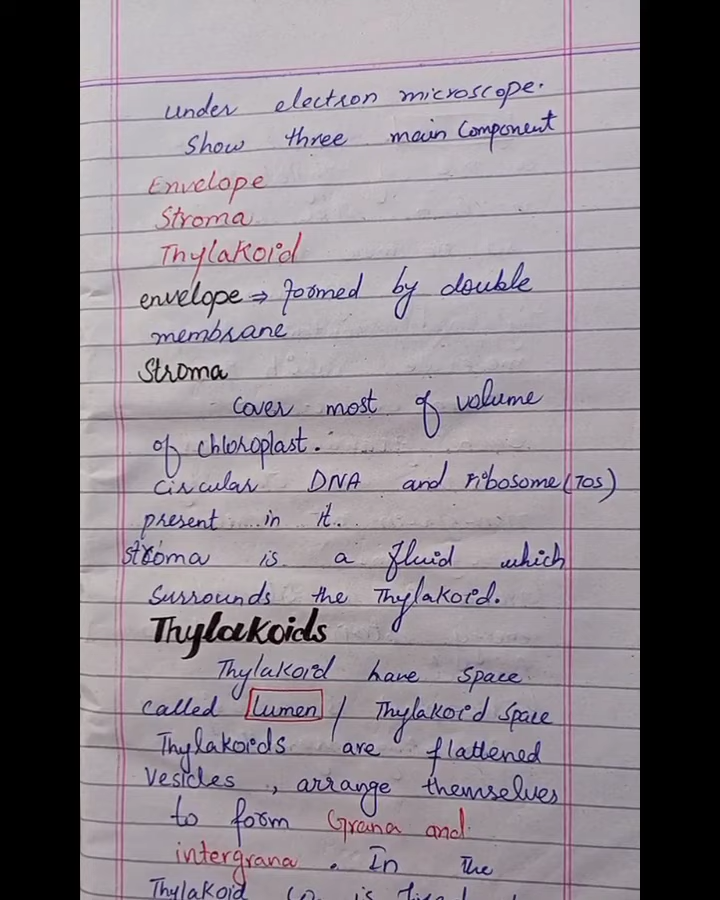 under electron microscope.
Show three main Component
Envelope
Stroma
Thylakoid
envelope ⇒ formed by double
membrane
Stroma
cover most of volume
of chloroplast.
circular DNA and ribosome (70s)
present in it.
stroma is a fluid which
surrounds the Thylakoid.
Thylakoids
Thylakoid have space
called Lumen / Thylakoid space
Thylakoids are flattened
vesicles, arrange themselves
to form Grana and
intergrana. In the
Thylakoid is